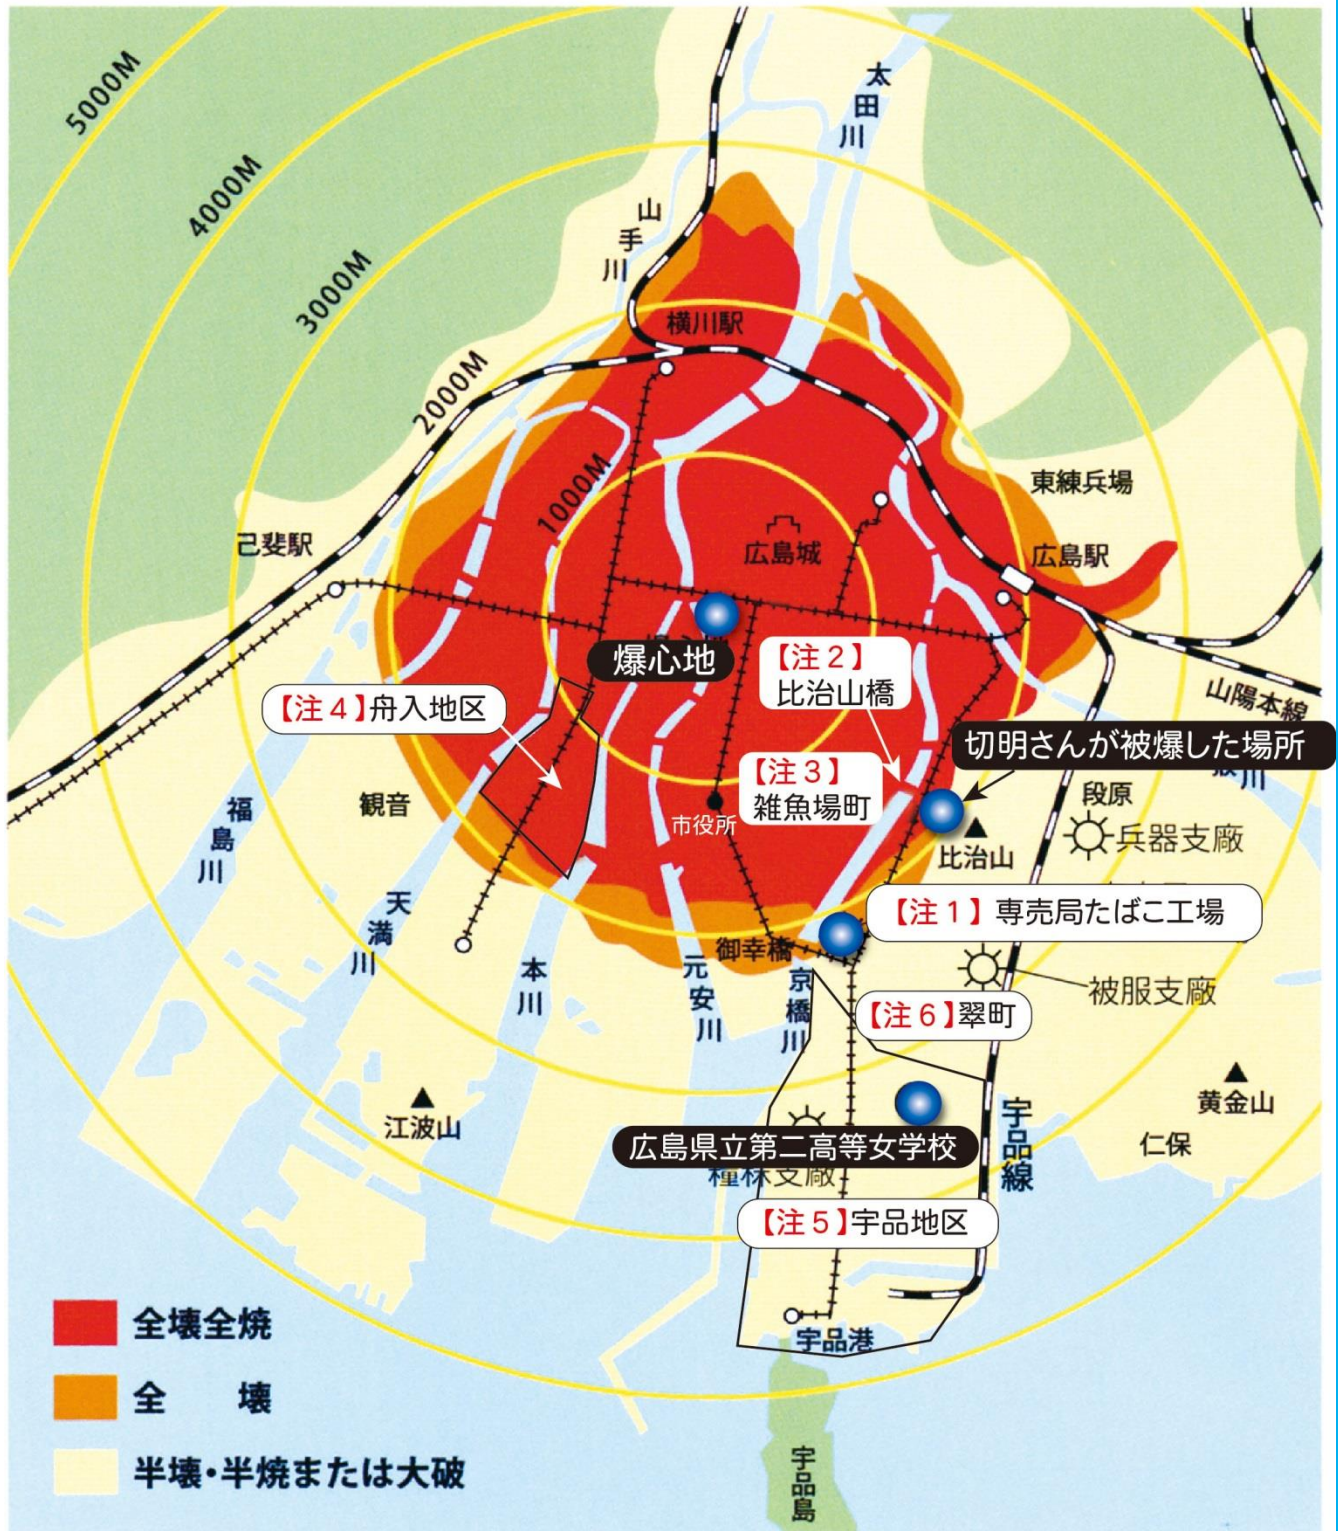 5000M
4000M
3000M
2000M
1000M
太田川
山手川
横川駅
東練兵場
己斐駅
広島城
広島駅
爆心地
【注2】
比治山橋
【注4】舟入地区
山陽本線
切明さんが被爆した場所
川
【注3】
雑魚場町
段原
福島川
観音
市役所
比治山
兵器支廠
天満川
【注1】 専売局たばこ工場
御幸橋
本川
元安川
京橋川
被服支廠
【注6】翠町
江波山
黄金山
宇品線
広島県立第二高等女学校
仁保
支廠
【注5】宇品地区
全壊全焼
宇品港
全 壊
半壊・半焼または大破
宇品島